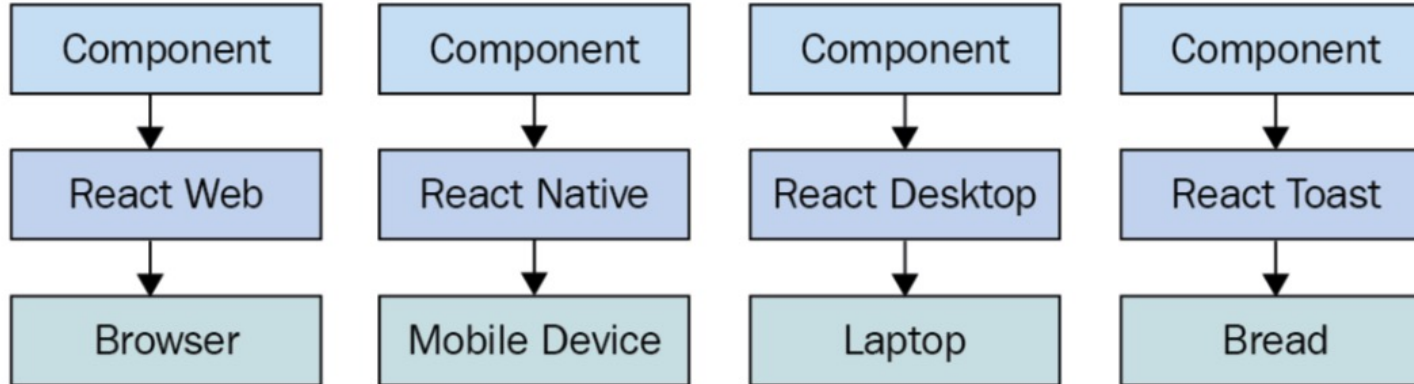 Component Component Component Component
React Web React Native React Desktop React Toast
Browser Mobile Device Laptop Bread